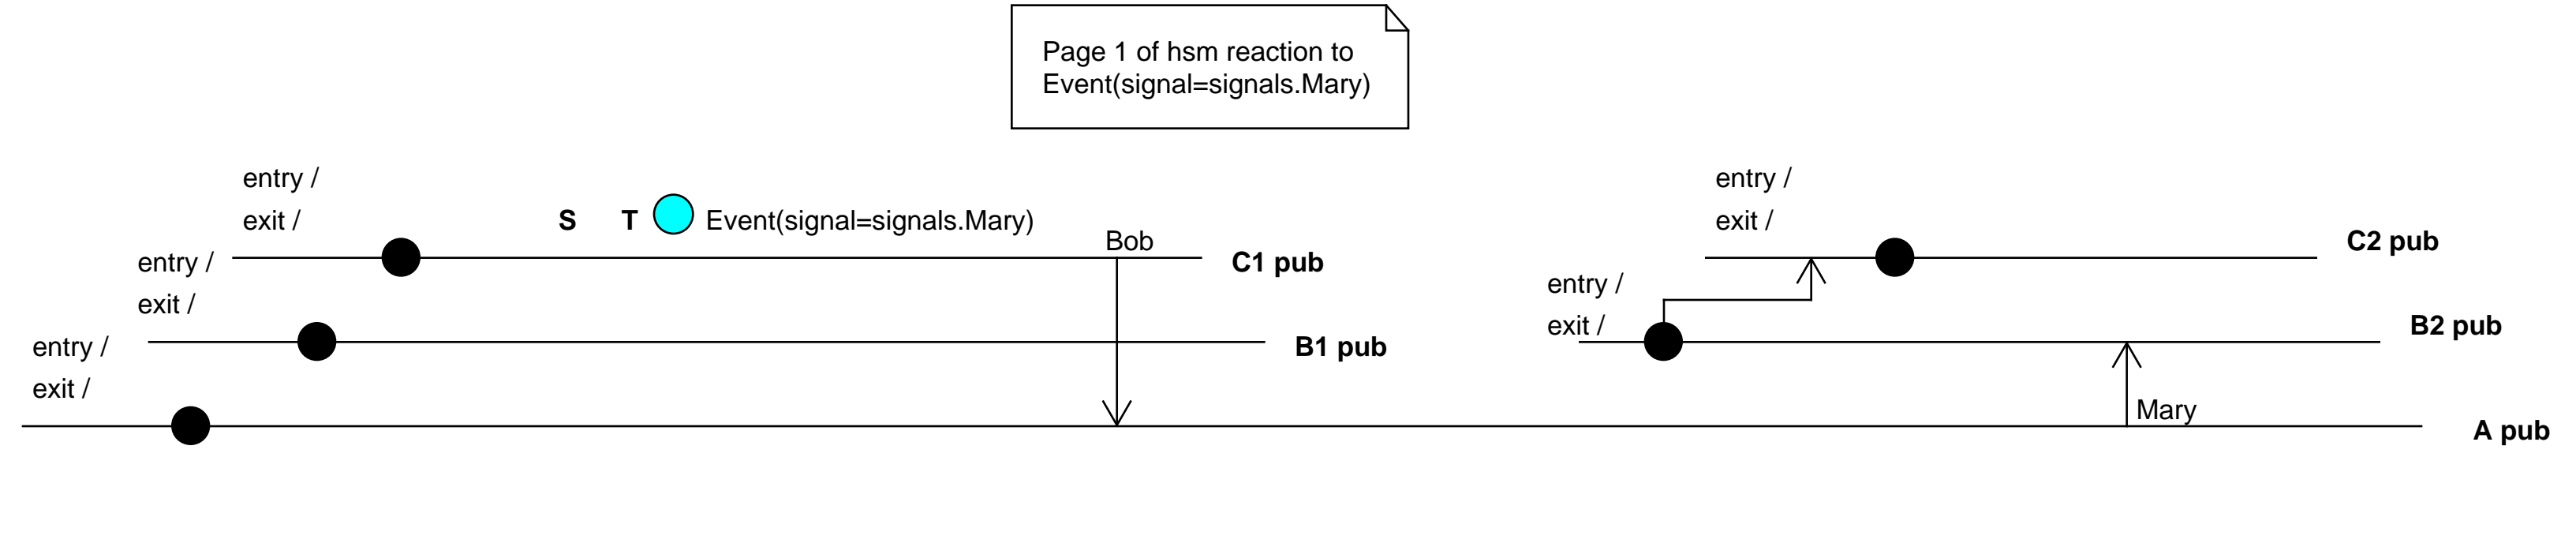 Page 1 of hsm reaction to
Event(signal=signals.Mary)
entry /
exit /
S T Event(signal=signals.Mary)
Bob
C1 pub
entry /
exit /
B1 pub
entry /
exit /
entry /
exit /
C2 pub
entry /
exit /
B2 pub
Mary
A pub